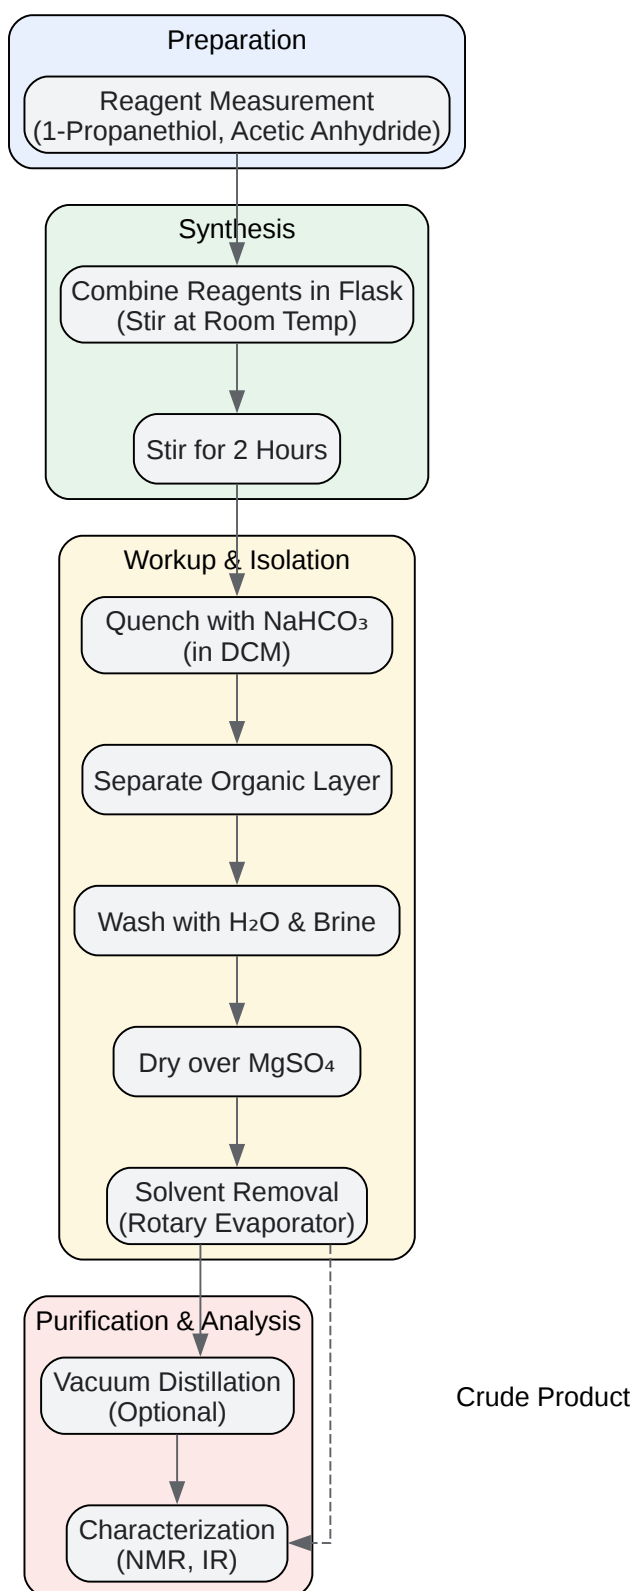 Preparation
Reagent Measurement
(1-Propanethiol, Acetic Anhydride)
Synthesis
Combine Reagents in Flask
(Stir at Room Temp)
Stir for 2 Hours
Workup & Isolation
Quench with NaHCO₃
(in DCM)
Separate Organic Layer
Wash with H₂O & Brine
Dry over MgSO₄
Solvent Removal
(Rotary Evaporator)
Purification & Analysis
Vacuum Distillation
(Optional)
Crude Product
Characterization
(NMR, IR)